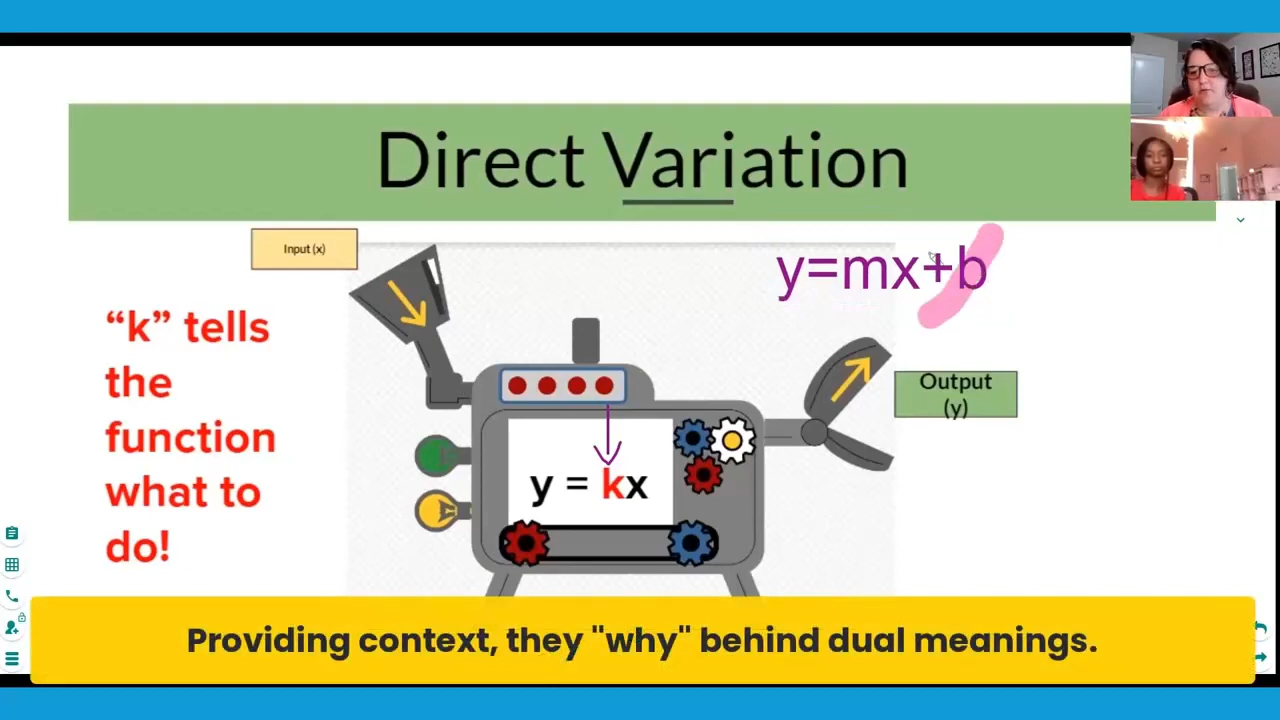 Direct Variation
Input (x)
y=mx+b
“k” tells
the
function
what to
do!
Output
(y)
y = kx
Providing context, they "why" behind dual meanings.